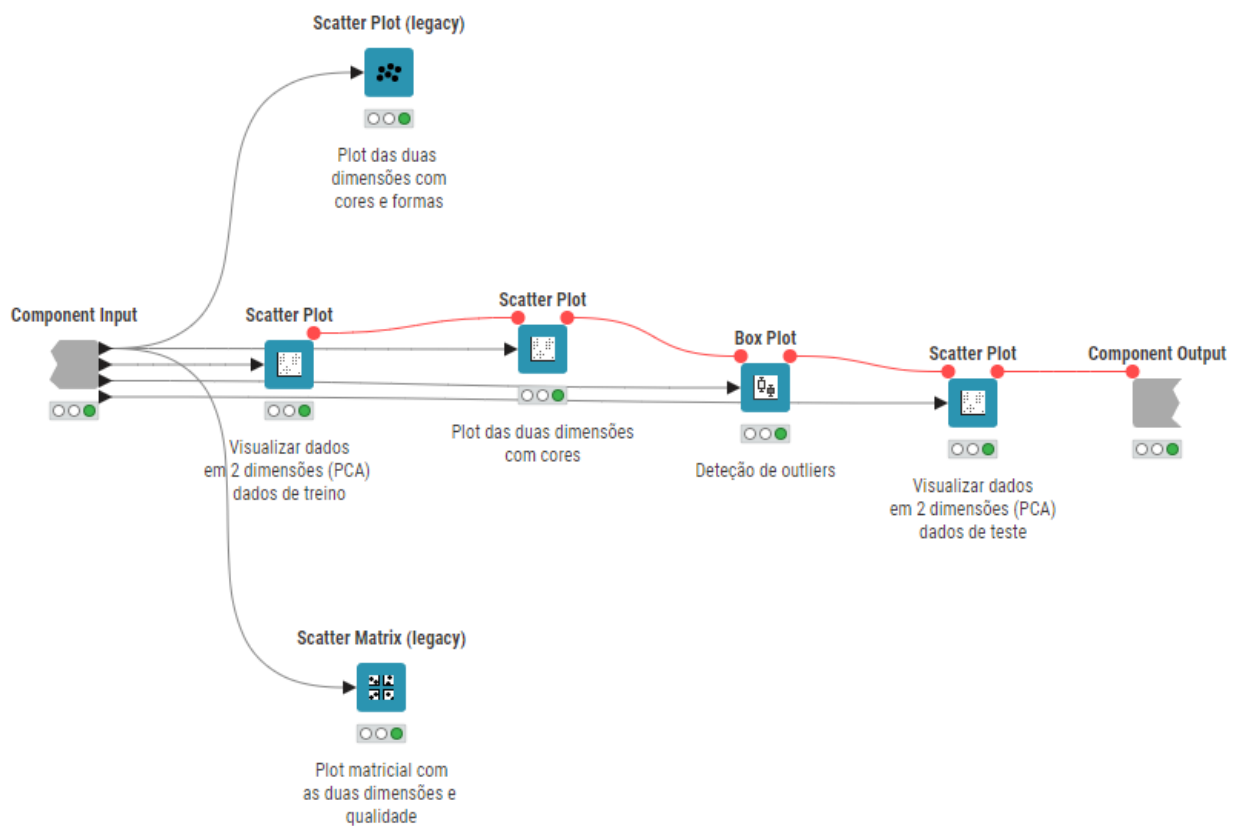 Scatter Plot (legacy)
Plot das duas
dimensões com
cores e formas
Component Input
Scatter Plot
Visualizar dados
em 2 dimensões (PCA)
dados de treino
Scatter Plot
Plot das duas dimensões
com cores
Box Plot
Deteção de outliers
Scatter Plot
Visualizar dados
em 2 dimensões (PCA)
dados de teste
Component Output
Scatter Matrix (legacy)
Plot matricial com
as duas dimensões e
qualidade